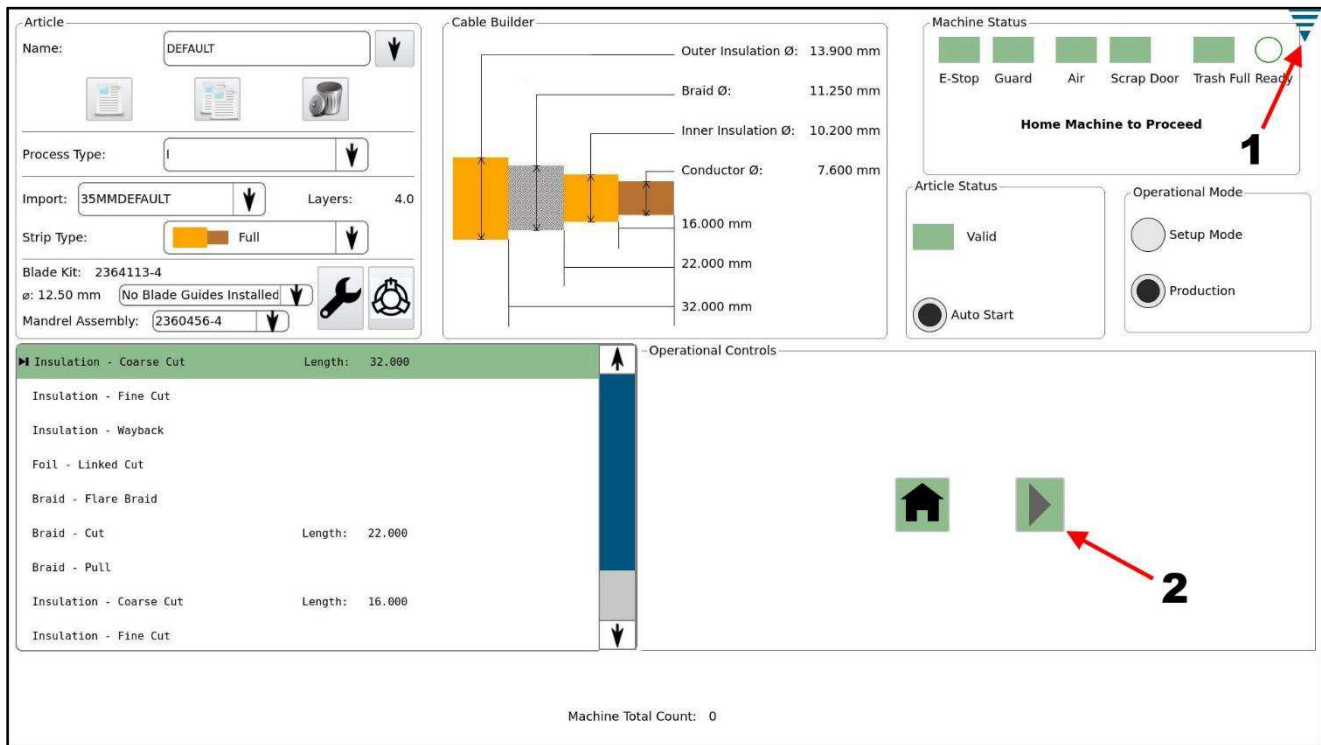 Article
Name:
DEFAULT
Process Type:
I
Import:
35MMDEFAULT
Layers:
4.0
Strip Type:
Full
Blade Kit: 2364113-4
ø: 12.50 mm
No Blade Guides Installed
Mandrel Assembly:
2360456-4
Cable Builder
Outer Insulation Ø: 13.900 mm
Braid Ø: 11.250 mm
Inner Insulation Ø: 10.200 mm
Conductor Ø: 7.600 mm
16.000 mm
22.000 mm
32.000 mm
Machine Status
E-Stop Guard Air Scrap Door Trash Full Ready
Home Machine to Proceed
1
Article Status
Valid
Auto Start
Operational Mode
Setup Mode
Production
Insulation - Coarse Cut Length: 32.000
Insulation - Fine Cut
Insulation - Wayback
Foil - Linked Cut
Braid - Flare Braid
Braid - Cut Length: 22.000
Braid - Pull
Insulation - Coarse Cut Length: 16.000
Insulation - Fine Cut
Operational Controls
2
Machine Total Count: 0